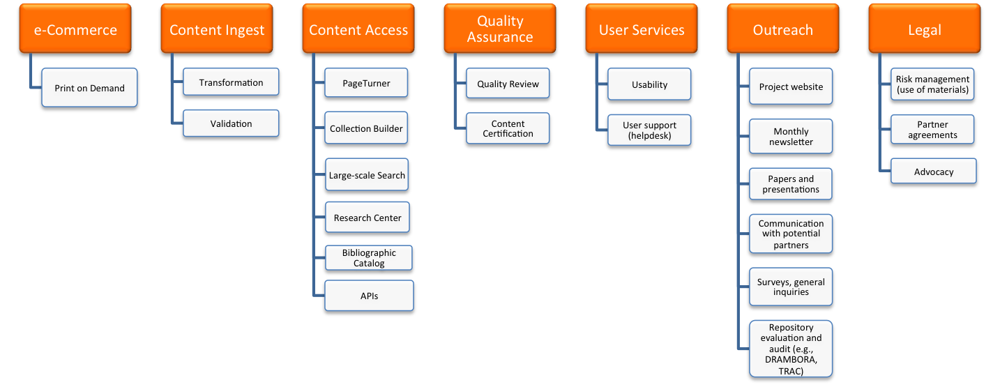 e-Commerce
Print on Demand
Content Ingest
Transformation
Validation
Content Access
PageTurner
Collection Builder
Large-scale Search
Research Center
Bibliographic
Catalog
APIs
Quality
Assurance
Quality Review
Content
Certification
User Services
Usability
User support
(helpdesk)
Outreach
Project website
Monthly
newsletter
Papers and
presentations
Communication
with potential
partners
Surveys, general
inquiries
Repository
evaluation and
audit (e.g.,
DRAMBORA,
TRAC)
Legal
Risk management
(use of materials)
Partner
agreements
Advocacy